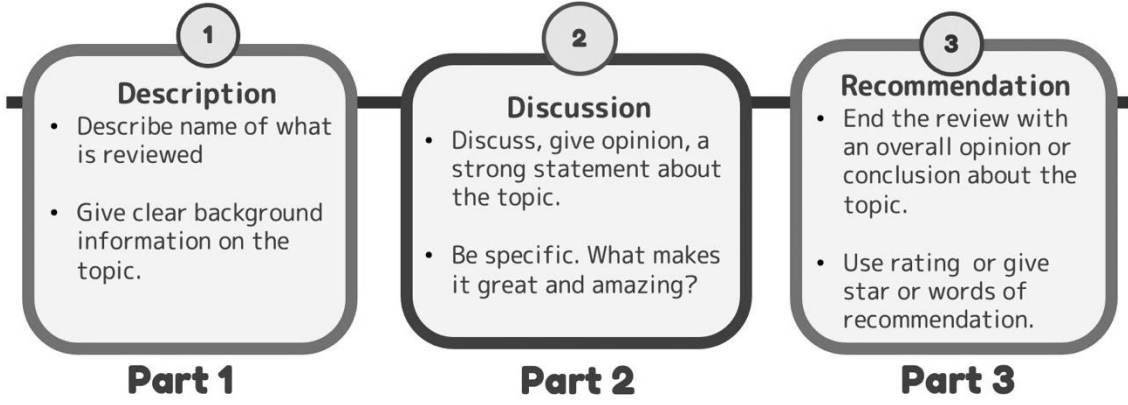 1
Description
• Describe name of what
is reviewed
• Give clear background
information on the
topic.
Part 1
2
Discussion
• Discuss, give opinion, a
strong statement about
the topic.
• Be specific. What makes
it great and amazing?
Part 2
3
Recommendation
• End the review with
an overall opinion or
conclusion about the
topic.
• Use rating or give
star or words of
recommendation.
Part 3